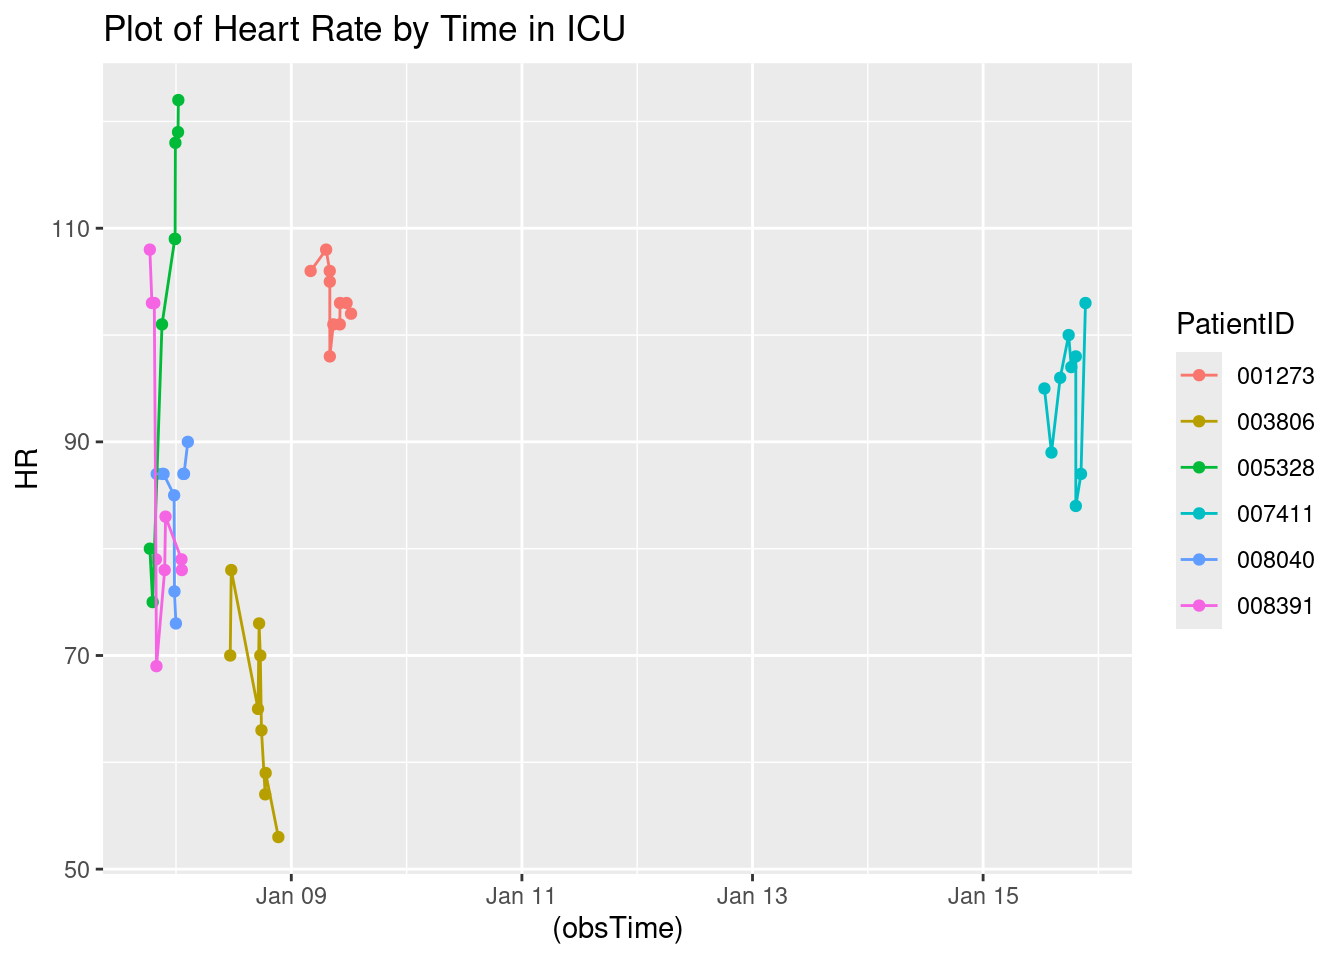 Plot of Heart Rate by Time in ICU
110
90
70
50
HR
Jan 09
Jan 11
Jan 13
Jan 15
(obsTime)
PatientID
001273
003806
005328
007411
008040
008391